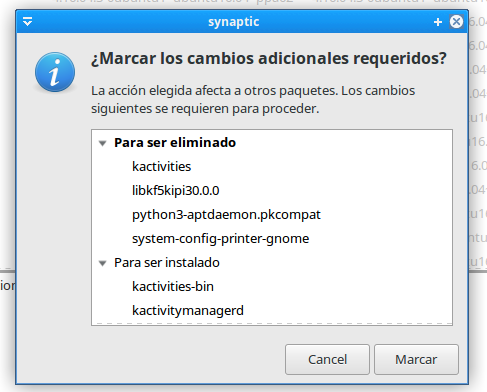 synaptic
¿Marcar los cambios adicionales requeridos?
La acción elegida afecta a otros paquetes. Los cambios
siguientes se requieren para proceder.
Para ser eliminado
kactivities
libkf5kipi30.0.0
python3-aptdaemon.pkcompat
system-config-printer-gnome
Para ser instalado
kactivities-bin
kactivitymanagerd
Cancel
Marcar